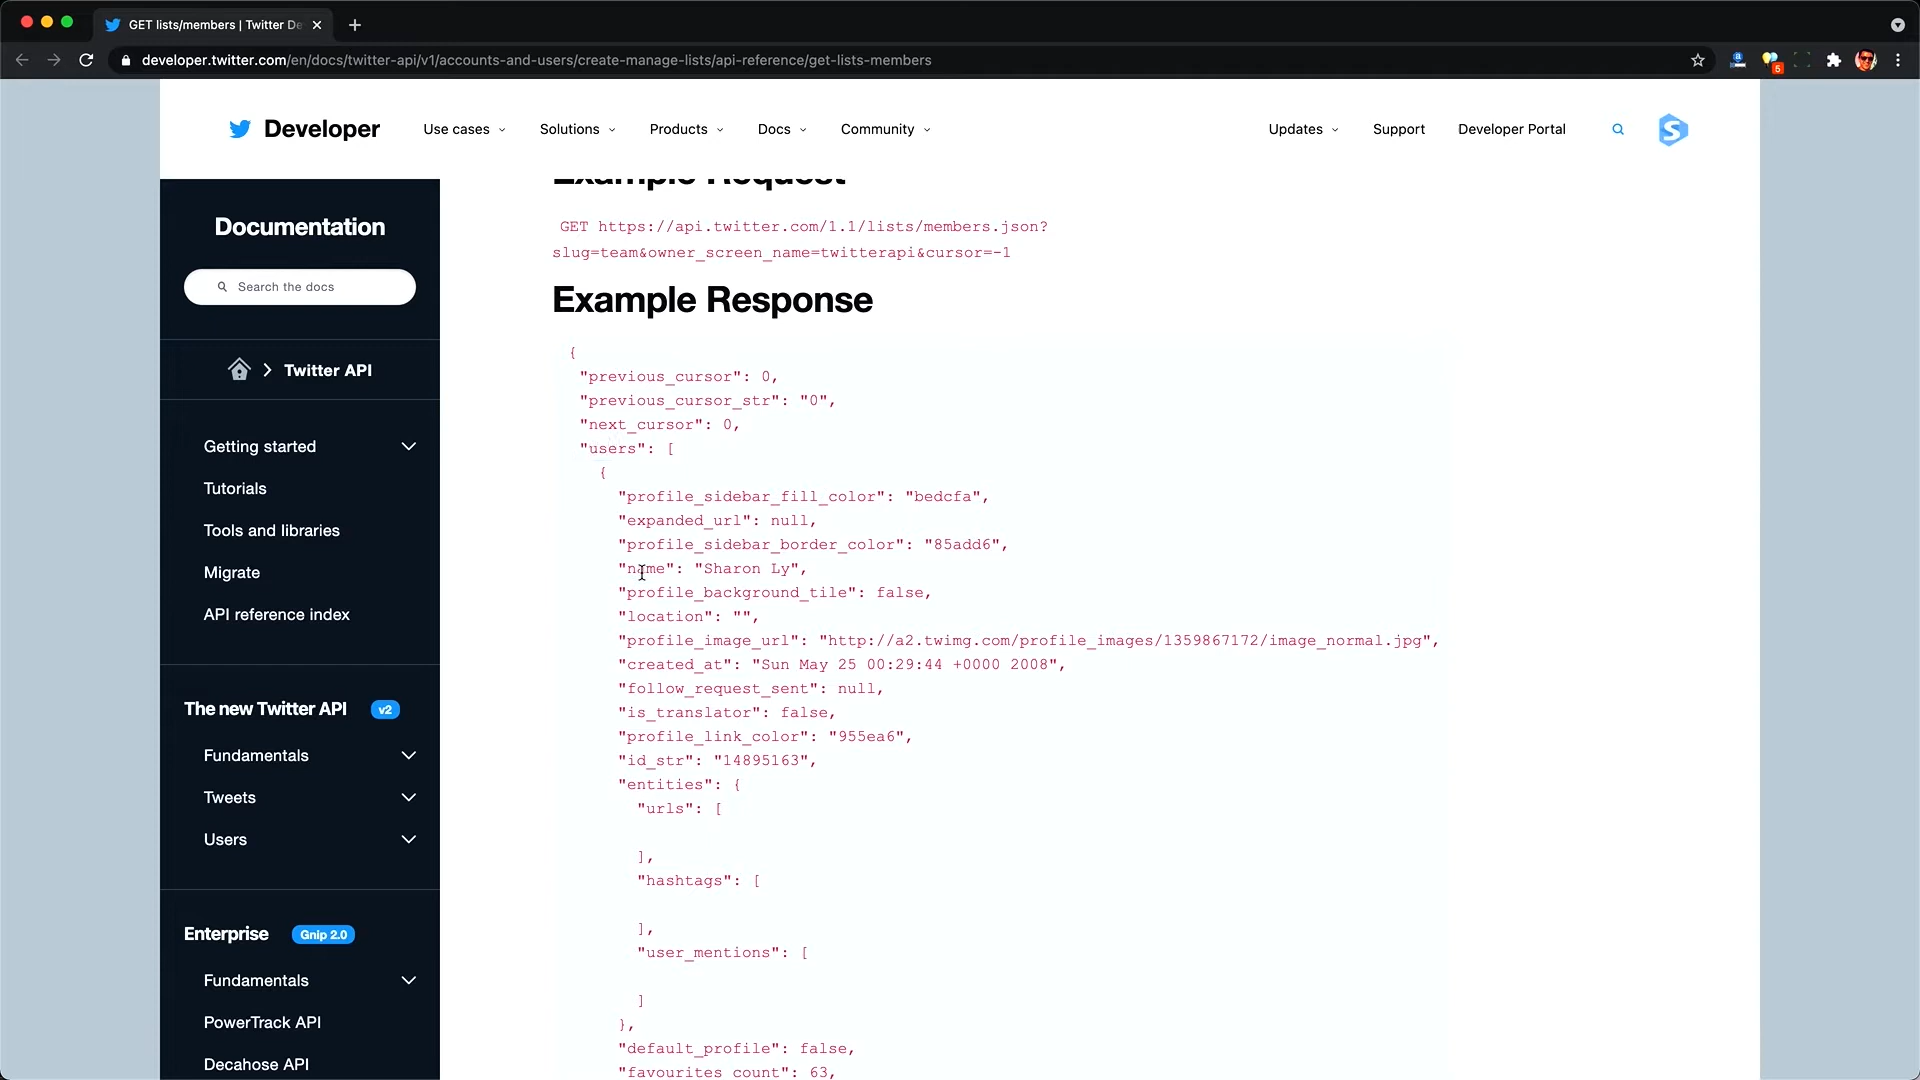 GET lists/members | Twitter De
developer.twitter.com/en/docs/twitter-api/v1/accounts-and-users/create-manage-lists/api-reference/get-lists-members
5
Developer
Use cases
Solutions
Products
Docs
Community
Updates
Support
Developer Portal
S
Documentation
Search the docs
Twitter API
Getting started
Tutorials
Tools and libraries
Migrate
API reference index
The new Twitter API v2
Fundamentals
Tweets
Users
Enterprise Gnip 2.0
Fundamentals
PowerTrack API
Decahose API
Example Request
GET https://api.twitter.com/1.1/lists/members.json?
slug=team&owner_screen_name=twitterapi&cursor=-1
Example Response
{
"previous_cursor": 0,
"previous_cursor_str": "0",
"next_cursor": 0,
"users": [
{
"profile_sidebar_fill_color": "bedcfa",
"expanded_url": null,
"profile_sidebar_border_color": "85add6",
"name": "Sharon Ly",
"profile_background_tile": false,
"location": "",
"profile_image_url": "http://a2.twimg.com/profile_images/1359867172/image_normal.jpg",
"created_at": "Sun May 25 00:29:44 +0000 2008",
"follow_request_sent": null,
"is_translator": false,
"profile_link_color": "955ea6",
"id_str": "14895163",
"entities": {
"urls": [
],
"hashtags": [
],
"user_mentions": [
]
},
"default_profile": false,
"favourites_count": 63,